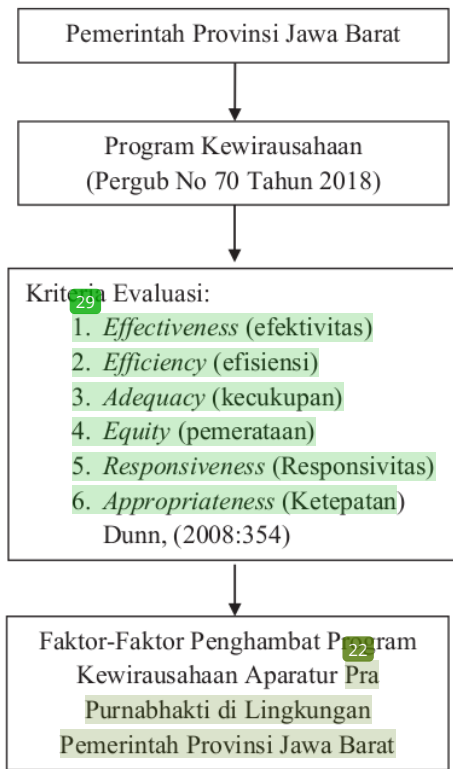 Pemerintah Provinsi Jawa Barat
Program Kewirausahaan
(Pergub No 70 Tahun 2018)
Kriteria Evaluasi:
29
1. Effectiveness (efektivitas)
2. Efficiency (efisiensi)
3. Adequacy (kecukupan)
4. Equity (pemerataan)
5. Responsiveness (Responsivitas)
6. Appropriateness (Ketepatan)
Dunn, (2008:354)
Faktor-Faktor Penghambat Program
22
Kewirausahaan Aparatur Pra
Purnabhakti di Lingkungan
Pemerintah Provinsi Jawa Barat